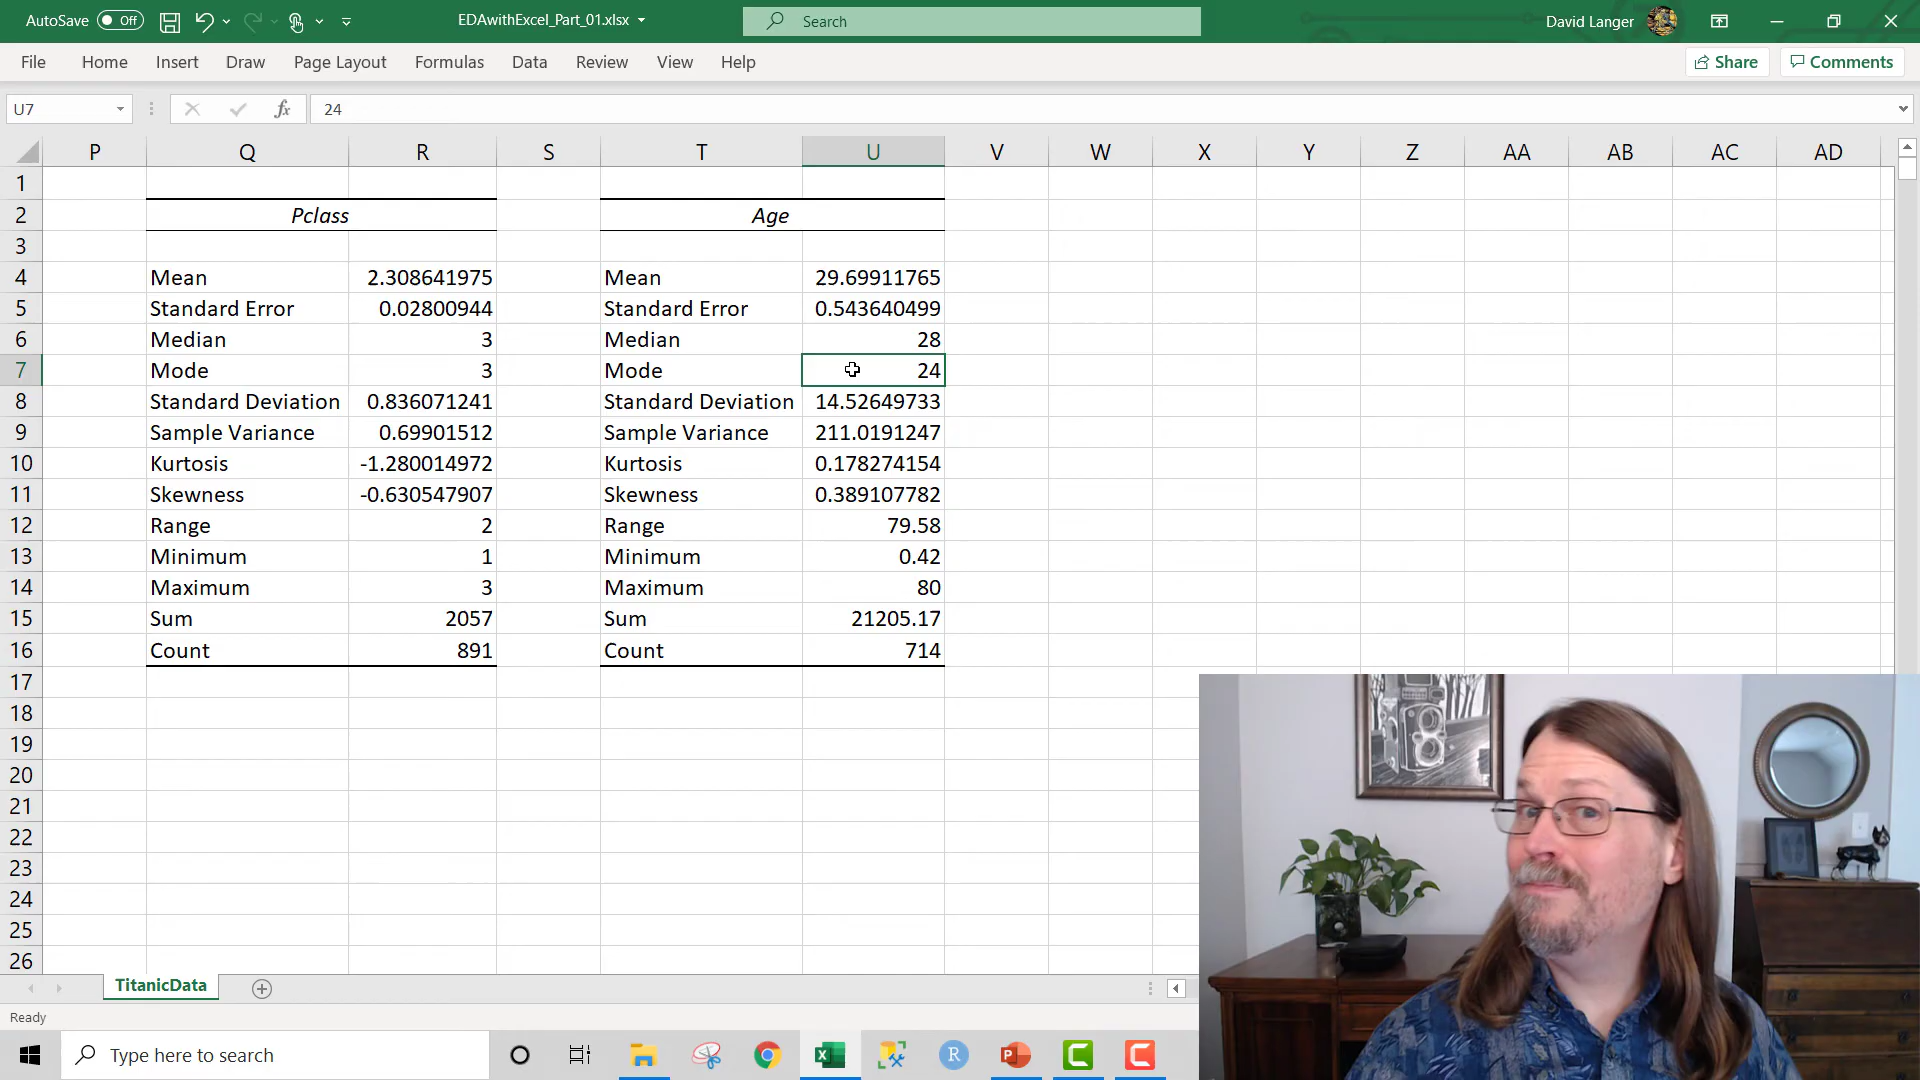 AutoSave Off EDAwithExcel_Part_01.xlsx Search David Langer
File Home Insert Draw Page Layout Formulas Data Review View Help Share Comments
U7 fx 24
P Q R S T U V W X Y Z AA AB AC AD
1
2 Pclass Age
3
4 Mean 2.308641975 Mean 29.69911765
5 Standard Error 0.02800944 Standard Error 0.543640499
6 Median 3 Median 28
7 Mode 3 Mode 24
8 Standard Deviation 0.836071241 Standard Deviation 14.52649733
9 Sample Variance 0.69901512 Sample Variance 211.0191247
10 Kurtosis -1.280014972 Kurtosis 0.178274154
11 Skewness -0.630547907 Skewness 0.389107782
12 Range 2 Range 79.58
13 Minimum 1 Minimum 0.42
14 Maximum 3 Maximum 80
15 Sum 2057 Sum 21205.17
16 Count 891 Count 714
17
18
19
20
21
22
23
24
25
26
TitanicData
Ready
Type here to search R P C C